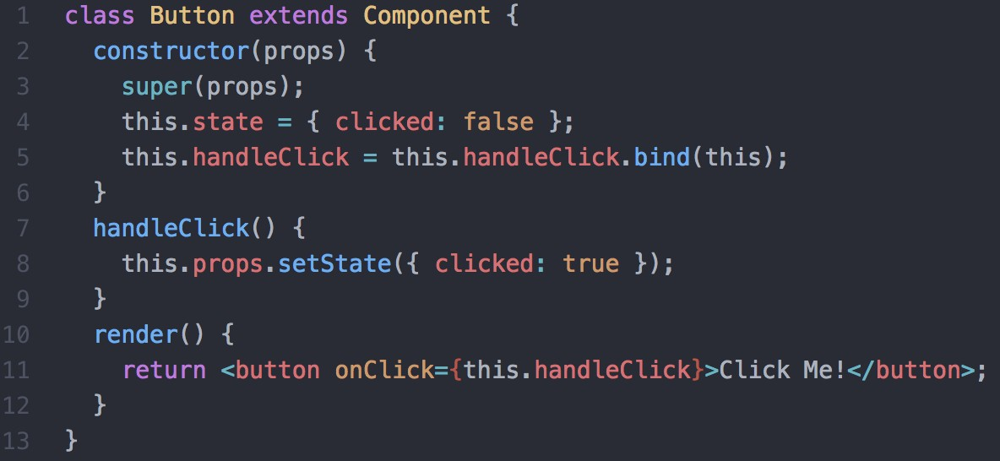 1 class Button extends Component {
2 constructor(props) {
3 super(props);
4 this.state = { clicked: false };
5 this.handleClick = this.handleClick.bind(this);
6 }
7 handleClick() {
8 this.props.setState({ clicked: true });
9 }
10 render() {
11 return <button onClick={this.handleClick}>Click Me!</button>;
12 }
13 }